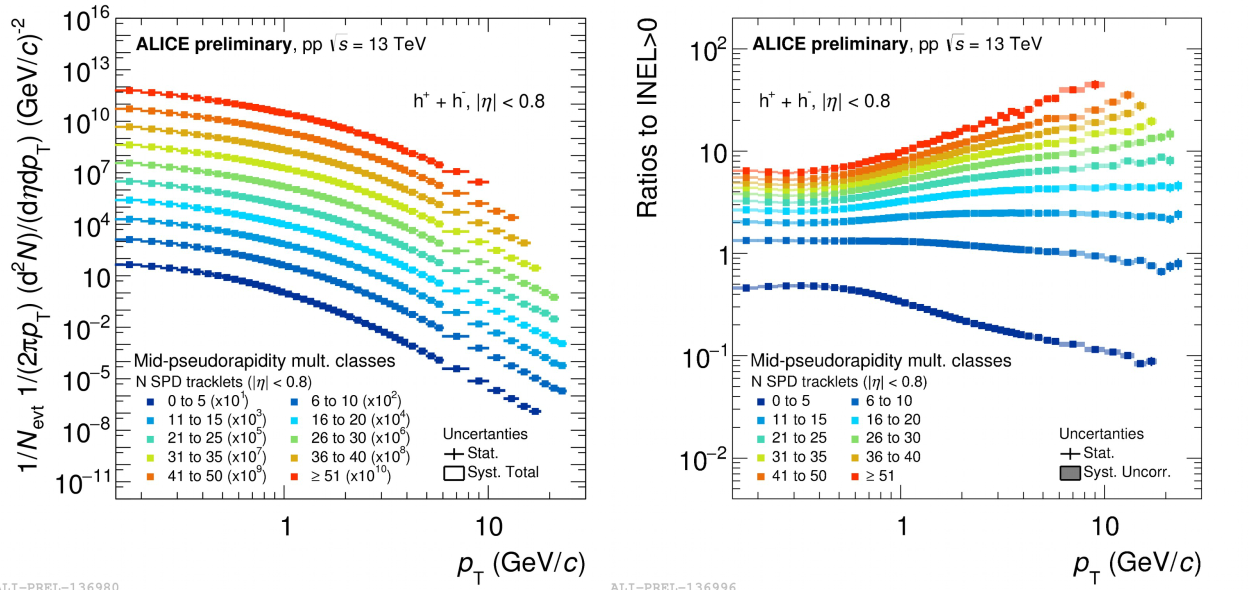 10^16
10^13
10^10
10^7
10^4
10
10^−2
10^−5
10^−8
10^−11
1/N_evt 1/(2πp_T) (d^2N)/(dηdp_T) (GeV/c)^-2
ALICE preliminary, pp √s = 13 TeV
h^+ + h^-, |η| < 0.8
Mid-pseudorapidity mult. classes
N SPD tracklets (|η| < 0.8)
0 to 5 (x10^1) 6 to 10 (x10^2)
11 to 15 (x10^3) 16 to 20 (x10^4)
21 to 25 (x10^5) 26 to 30 (x10^6)
31 to 35 (x10^7) 36 to 40 (x10^8)
41 to 50 (x10^9) ≥ 51 (x10^10)
Uncertanties
Stat.
Syst. Total
1 10
p_T (GeV/c)
ALI−PREL−136980
Ratios to INEL>0
10^2
10
1
10^−1
10^−2
ALICE preliminary, pp √s = 13 TeV
h^+ + h^-, |η| < 0.8
Mid-pseudorapidity mult. classes
N SPD tracklets (|η| < 0.8)
0 to 5 6 to 10
11 to 15 16 to 20
21 to 25 26 to 30
31 to 35 36 to 40
41 to 50 ≥ 51
Uncertanties
Stat.
Syst. Uncorr.
1 10
p_T (GeV/c)
ALI−PREL−136996